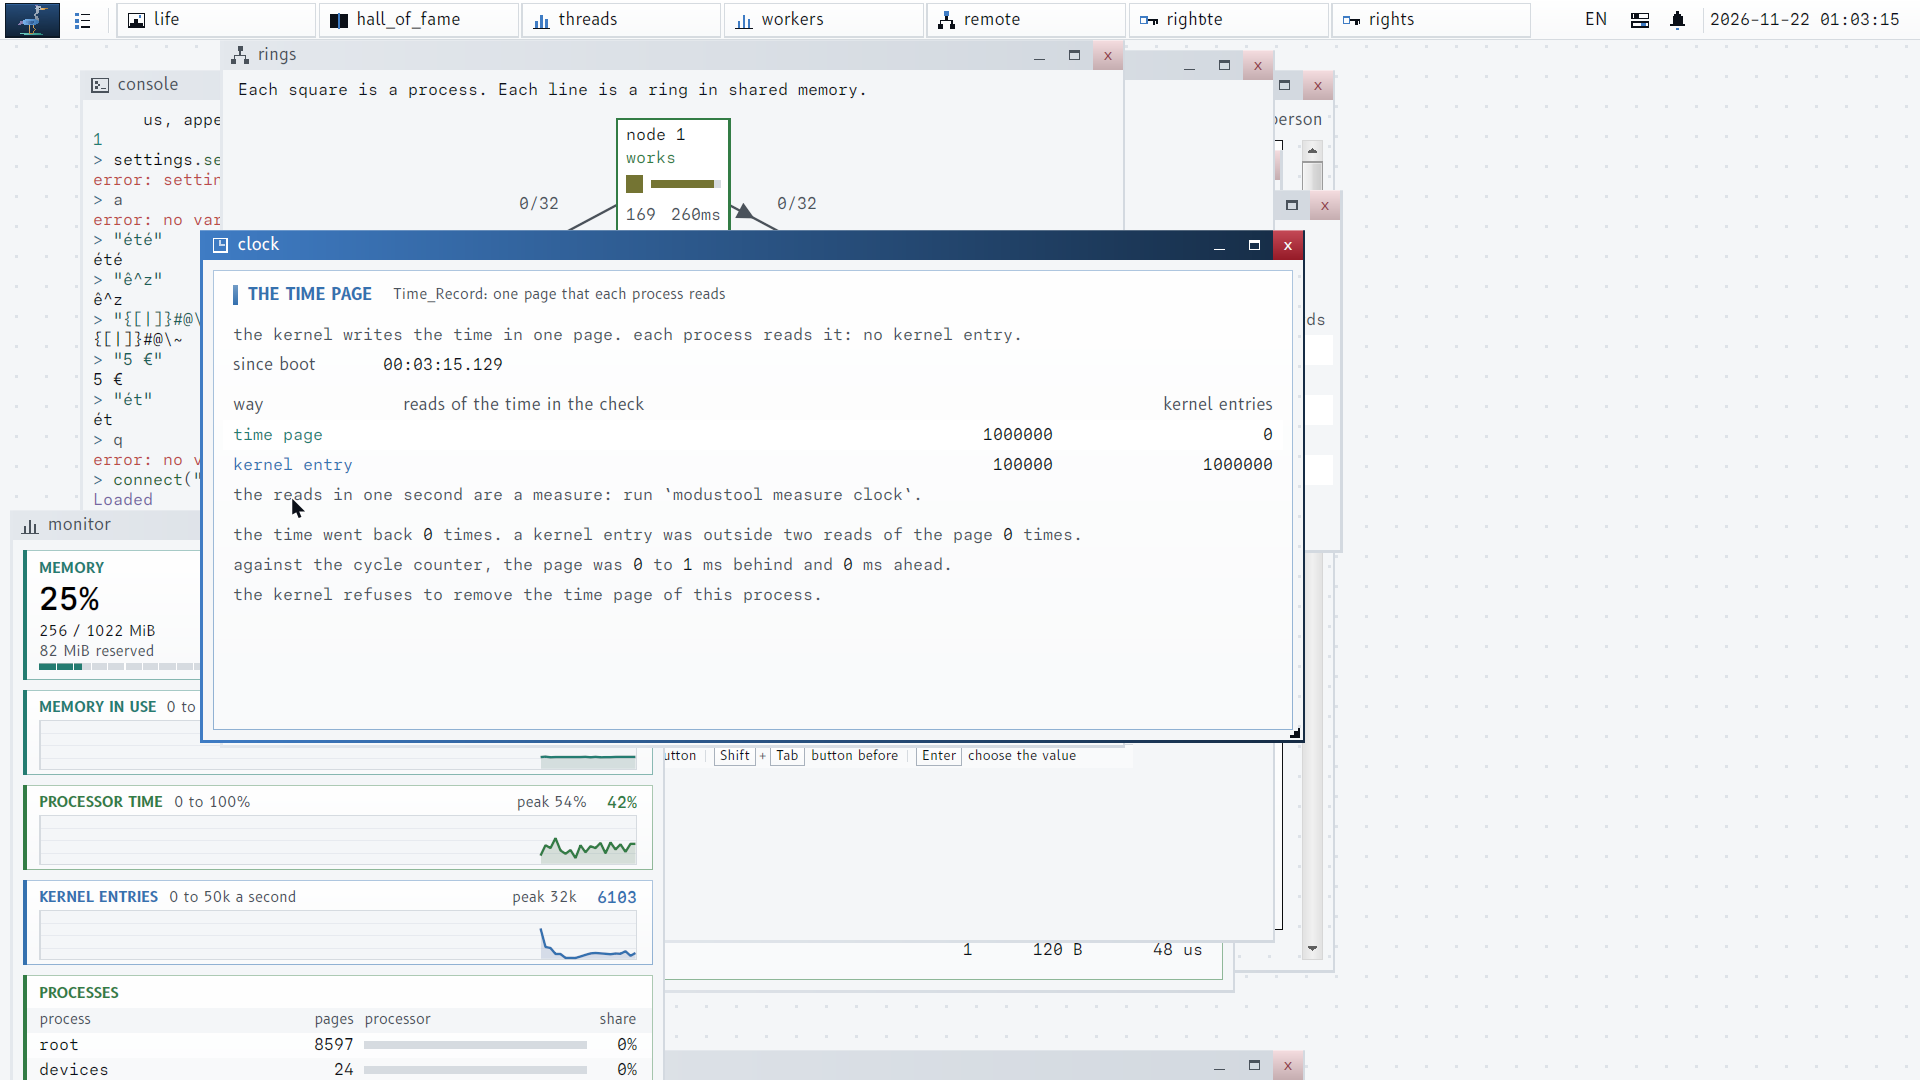 life
hall_of_fame
threads
workers
remote
rightte
rights
EN
2026-11-22 01:03:15
rings
Each square is a process. Each line is a ring in shared memory.
node 1
works
0/32
0/32
169 260ms
console
us, appe
1
> settings.se
error: settin
> a
error: no var
> "été"
été
> "ê^z"
ê^z
> "{[|]}#@\
{[|]}#@\~
> "5 €"
5 €
> "ét"
ét
> q
error: no v
> connect("
Loaded
person
ds
clock
THE TIME PAGE Time_Record: one page that each process reads
the kernel writes the time in one page. each process reads it: no kernel entry.
since boot 00:03:15.129
way reads of the time in the check kernel entries
time page 1000000 0
kernel entry 100000 1000000
the reads in one second are a measure: run `modustool measure clock`.
the time went back 0 times. a kernel entry was outside two reads of the page 0 times.
against the cycle counter, the page was 0 to 1 ms behind and 0 ms ahead.
the kernel refuses to remove the time page of this process.
utton Shift + Tab button before Enter choose the value
1 120 B 48 us
monitor
MEMORY
25%
256 / 1022 MiB
82 MiB reserved
MEMORY IN USE 0 to
PROCESSOR TIME 0 to 100% peak 54% 42%
KERNEL ENTRIES 0 to 50k a second peak 32k 6103
PROCESSES
process pages processor share
root 8597 0%
devices 24 0%